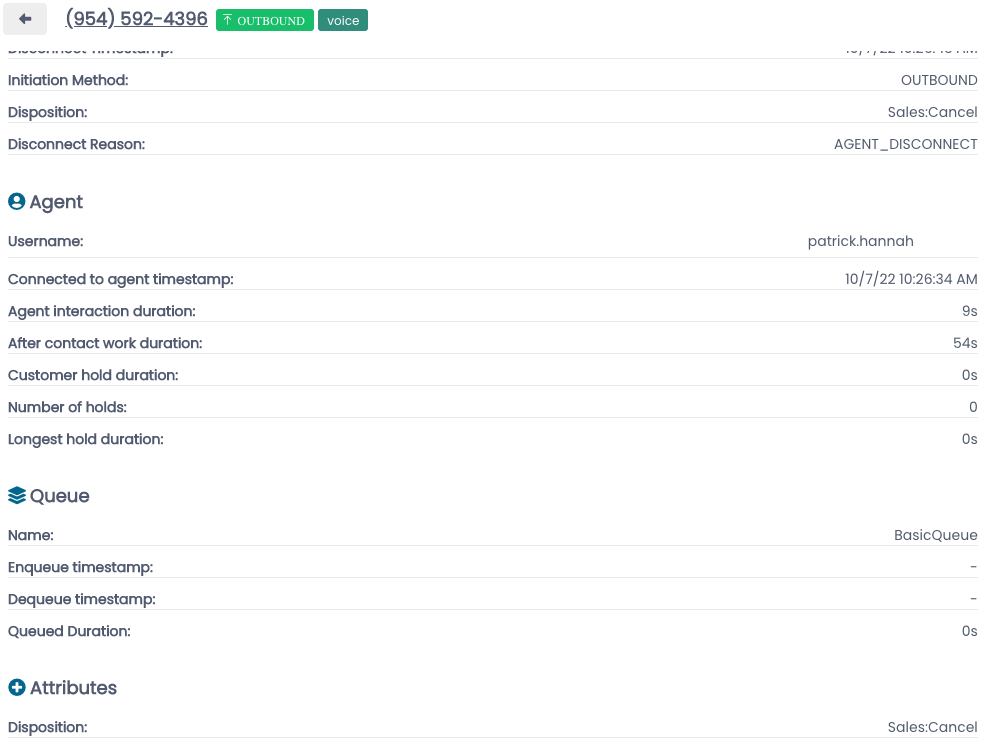 (954) 592-4396 OUTBOUND voice
Disconnect Timestamp:
Initiation Method: OUTBOUND
Disposition: Sales:Cancel
Disconnect Reason: AGENT_DISCONNECT
Agent
Username: patrick.hannah
Connected to agent timestamp: 10/7/22 10:26:34 AM
Agent interaction duration: 9s
After contact work duration: 54s
Customer hold duration: 0s
Number of holds: 0
Longest hold duration: 0s
Queue
Name: BasicQueue
Enqueue timestamp: -
Dequeue timestamp: -
Queued Duration: 0s
Attributes
Disposition: Sales:Cancel